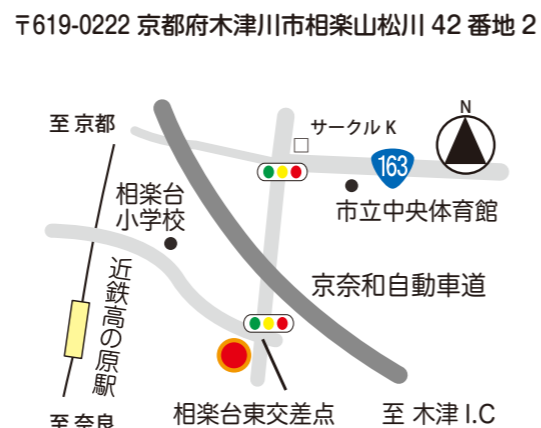 〒619-0222 京都府木津川市相楽山松川 42 番地 2
至 京都
サークル K
N
163
相楽台
小学校
市立中央体育館
近鉄高の原駅
京奈和自動車道
至 奈良
相楽台東交差点
至 木津 I.C